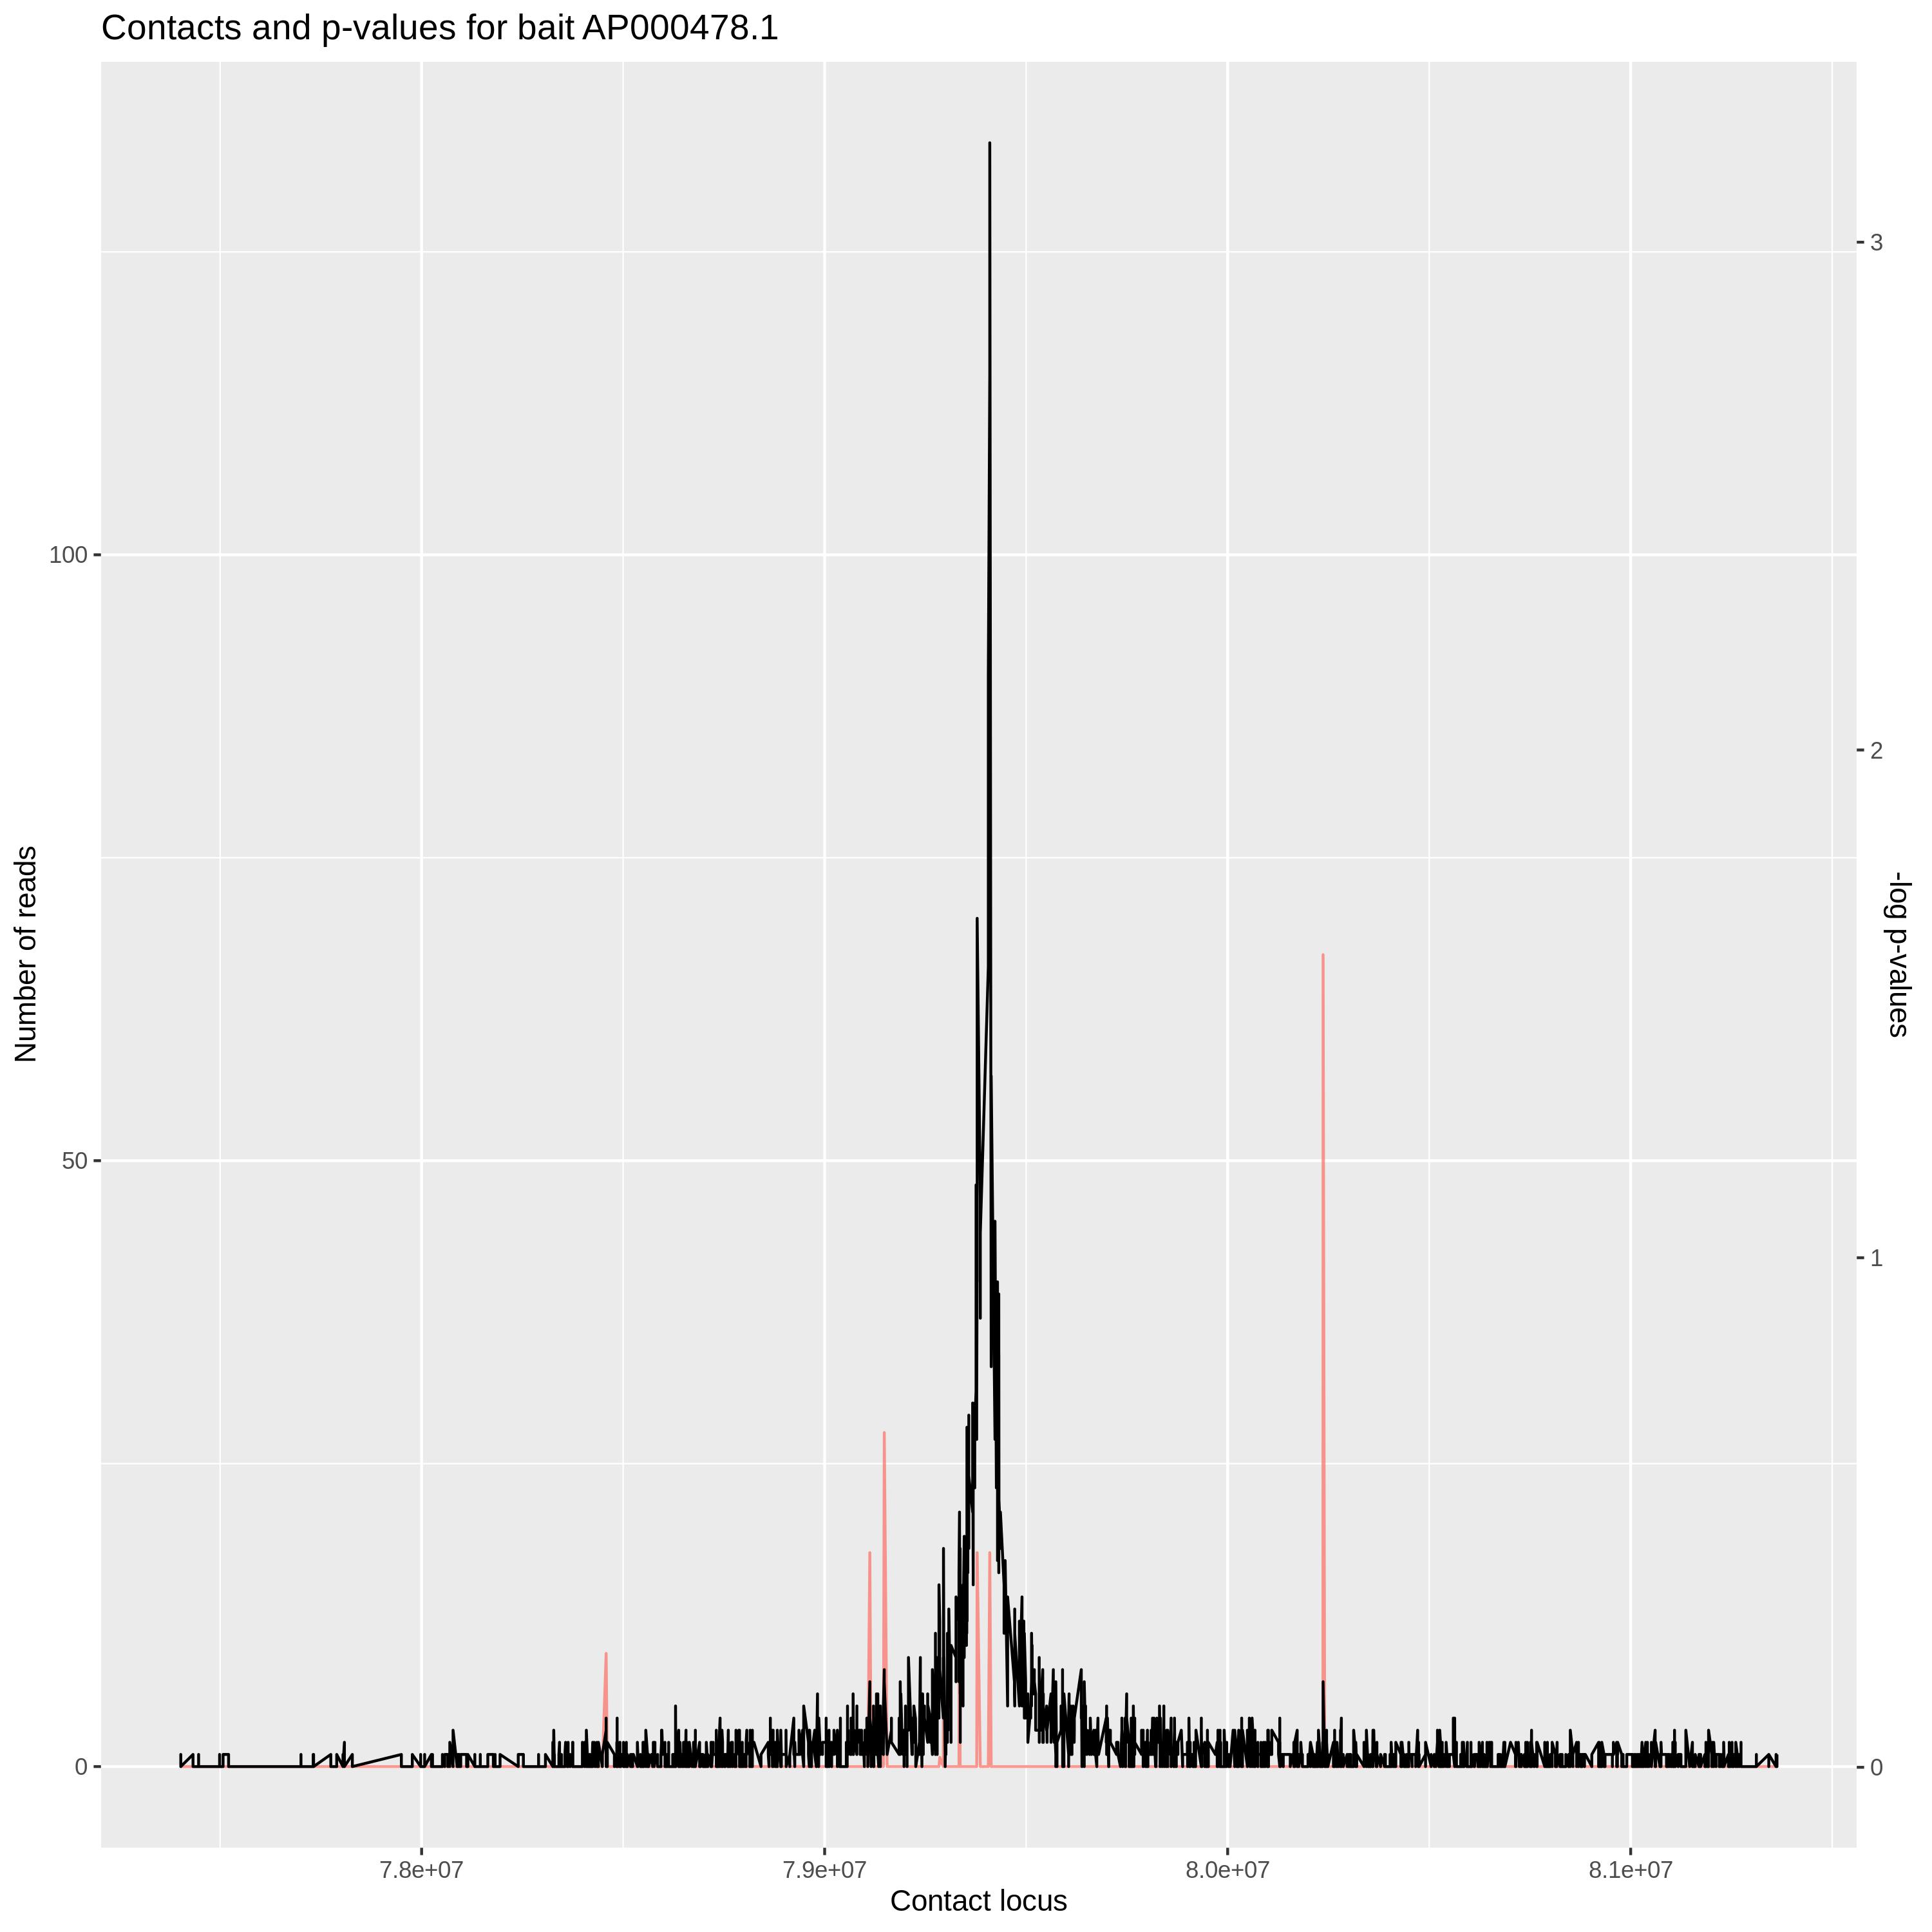 Contacts and p-values for bait AP000478.1
Number of reads
100
50
0
3
2
1
0
-log p-values
7.8e+07
7.9e+07
8.0e+07
8.1e+07
Contact locus